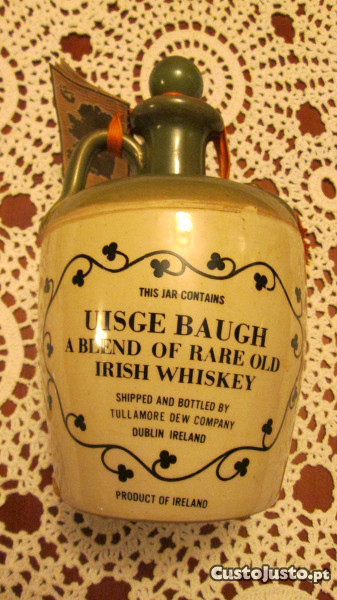 THIS JAR CONTAINS
UISGE BAUGH
A BLEND OF RARE OLD
IRISH WHISKEY
SHIPPED AND BOTTLED BY
TULLAMORE DEW COMPANY
DUBLIN IRELAND
PRODUCT OF IRELAND
CustoJusto.pt